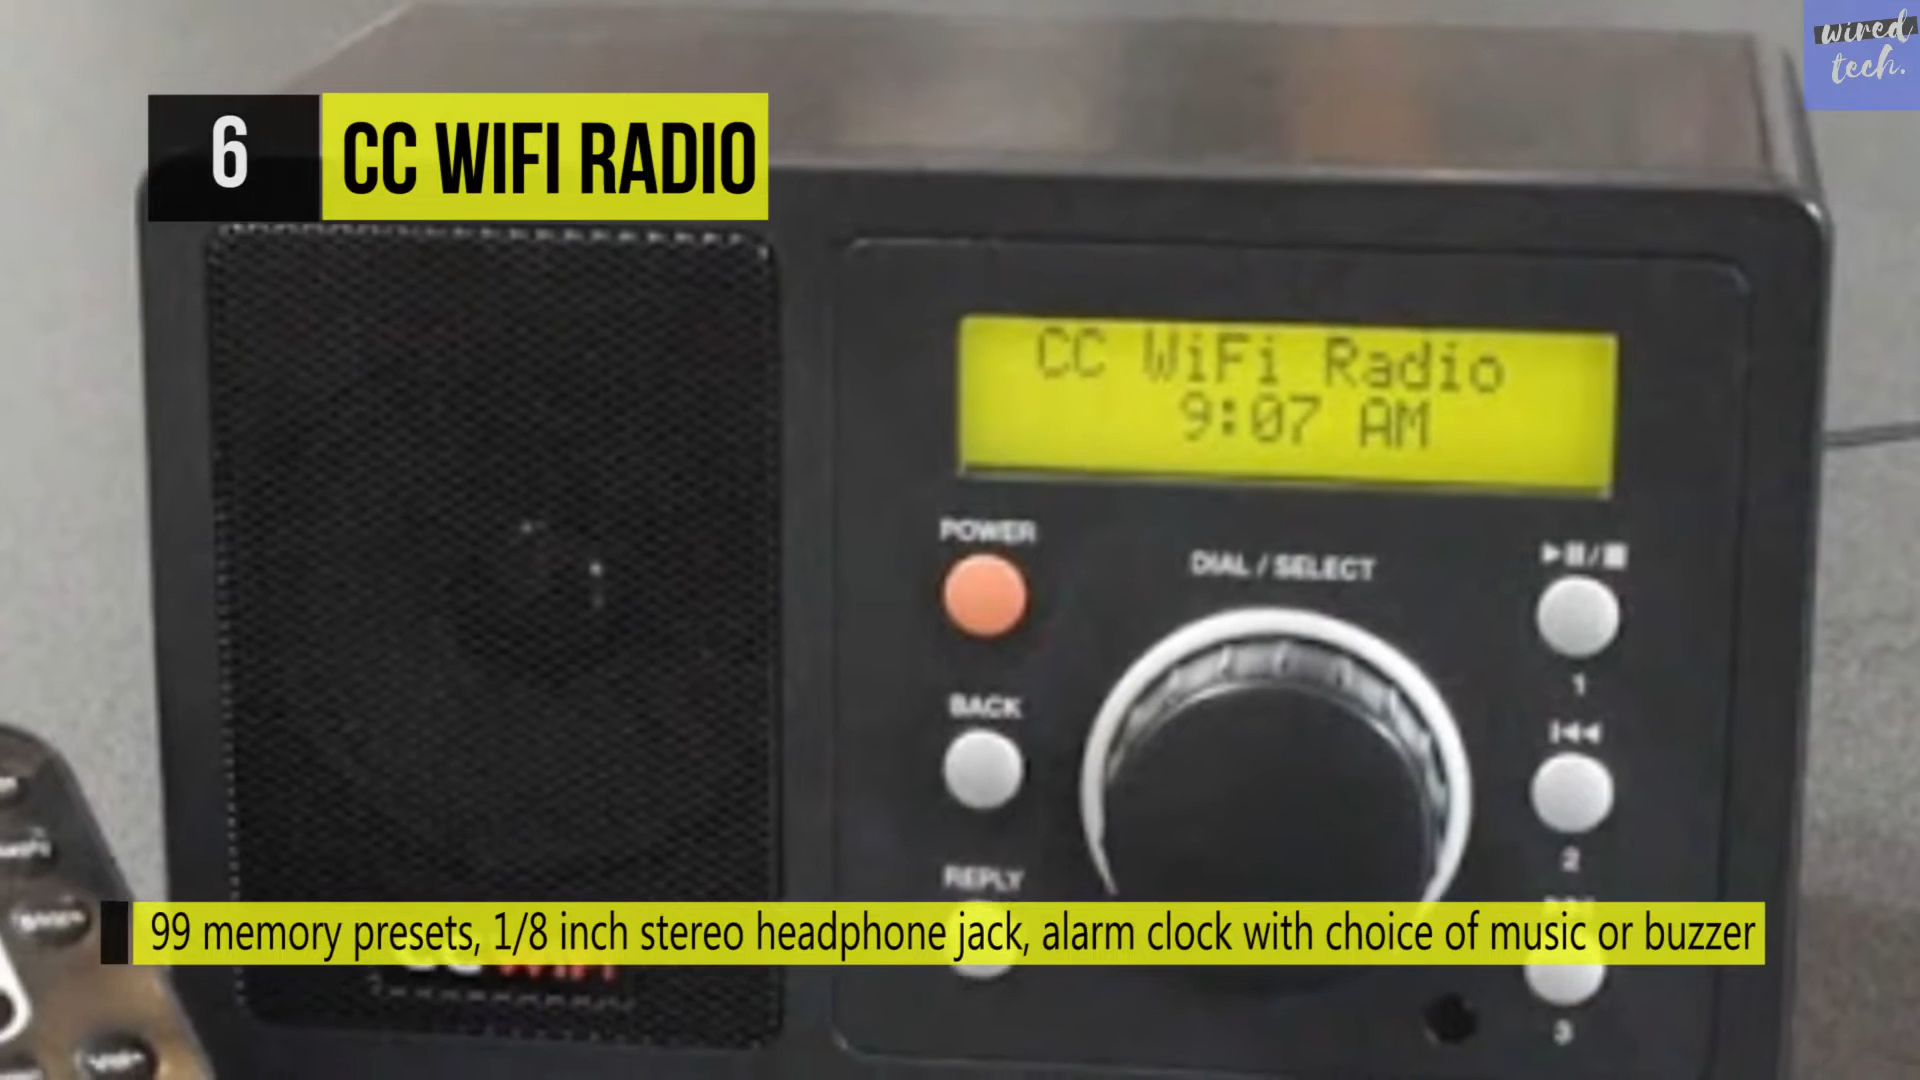 wired
tech.
6 CC WIFI RADIO
CC WiFi Radio
9:07 AM
POWER
DIAL / SELECT
1
BACK
2
REPLY
99 memory presets, 1/8 inch stereo headphone jack, alarm clock with choice of music or buzzer
3